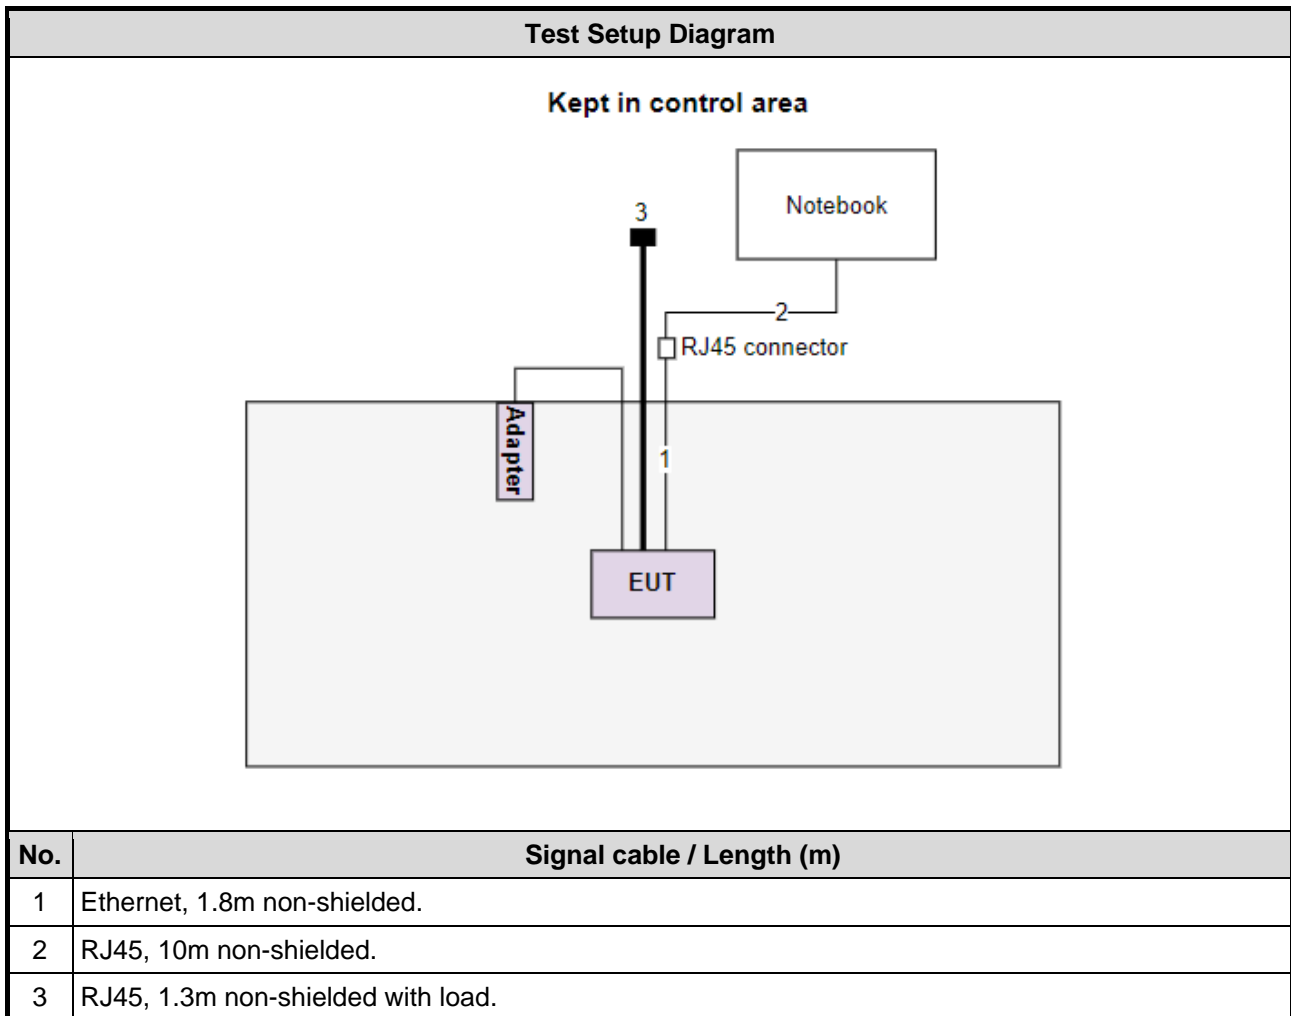 Test Setup Diagram
Kept in control area
Notebook
3
2
RJ45 connector
Adapter
1
EUT
No. Signal cable / Length (m)
1 Ethernet, 1.8m non-shielded.
2 RJ45, 10m non-shielded.
3 RJ45, 1.3m non-shielded with load.